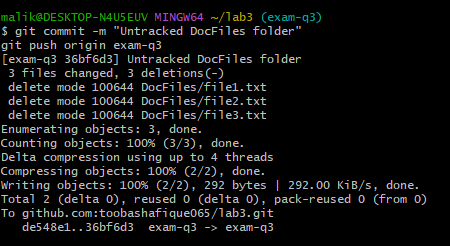 malik@DESKTOP-N4U5EUV MINGW64 ~/lab3 (exam-q3)
$ git commit -m "Untracked DocFiles folder"
git push origin exam-q3
[exam-q3 36bf6d3] Untracked DocFiles folder
 3 files changed, 3 deletions(-)
 delete mode 100644 DocFiles/file1.txt
 delete mode 100644 DocFiles/file2.txt
 delete mode 100644 DocFiles/file3.txt
Enumerating objects: 3, done.
Counting objects: 100% (3/3), done.
Delta compression using up to 4 threads
Compressing objects: 100% (2/2), done.
Writing objects: 100% (2/2), 292 bytes | 292.00 KiB/s, done.
Total 2 (delta 0), reused 0 (delta 0), pack-reused 0 (from 0)
To github.com:toobashafique065/lab3.git
   de548e1..36bf6d3  exam-q3 -> exam-q3